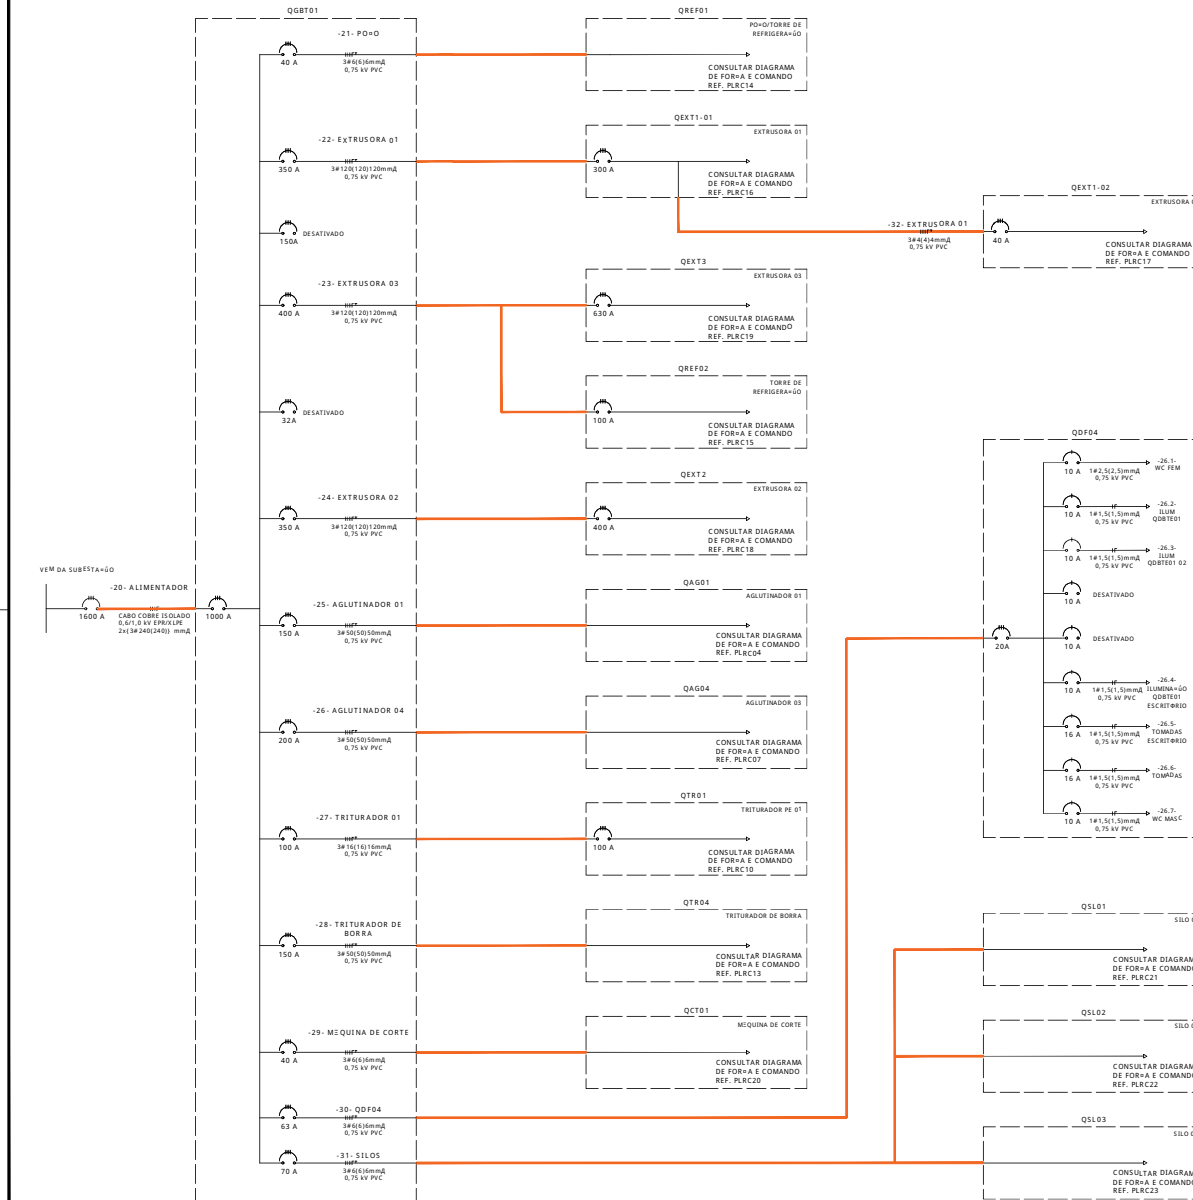 VEM DA SUBESTA=ûO
1600 A
-20- ALIMENTADOR
CABO COBRE ISOLADO
0,6/1,0 kV EPR/XLPE
2x{3#240(240)} mmД
QGBT01
1000 A
-21- PO¤O
40 A
3#6(6)6mmД
0,75 kV PVC
-22- EXTRUSORA 01
350 A
3#120(120)120mmД
0,75 kV PVC
150A
DESATIVADO
-23- EXTRUSORA 03
400 A
3#120(120)120mmД
0,75 kV PVC
32A
DESATIVADO
-24- EXTRUSORA 02
350 A
3#120(120)120mmД
0,75 kV PVC
-25- AGLUTINADOR 01
150 A
3#50(50)50mmД
0,75 kV PVC
-26- AGLUTINADOR 04
200 A
3#50(50)50mmД
0,75 kV PVC
-27- TRITURADOR 01
100 A
3#16(16)16mmД
0,75 kV PVC
-28- TRITURADOR DE
BORRA
150 A
3#50(50)50mmД
0,75 kV PVC
-29- MΞQUINA DE CORTE
40 A
3#6(6)6mmД
0,75 kV PVC
-30- QDF04
63 A
3#6(6)6mmД
0,75 kV PVC
-31- SILOS
70 A
3#6(6)6mmД
0,75 kV PVC
QREF01
PO¤O/TORRE DE
REFRIGERA=ûO
CONSULTAR DIAGRAMA
DE FOR¤A E COMANDO
REF. PLRC14
QEXT1-01
EXTRUSORA 01
300 A
CONSULTAR DIAGRAMA
DE FOR¤A E COMANDO
REF. PLRC16
QEXT3
EXTRUSORA 03
630 A
CONSULTAR DIAGRAMA
DE FOR¤A E COMANDO
REF. PLRC19
QREF02
TORRE DE
REFRIGERA=ûO
100 A
CONSULTAR DIAGRAMA
DE FOR¤A E COMANDO
REF. PLRC15
QEXT2
EXTRUSORA 02
400 A
CONSULTAR DIAGRAMA
DE FOR¤A E COMANDO
REF. PLRC18
QAG01
AGLUTINADOR 01
CONSULTAR DIAGRAMA
DE FOR¤A E COMANDO
REF. PLRC04
QAG04
AGLUTINADOR 03
CONSULTAR DIAGRAMA
DE FOR¤A E COMANDO
REF. PLRC07
QTR01
TRITURADOR PE 01
100 A
CONSULTAR DIAGRAMA
DE FOR¤A E COMANDO
REF. PLRC10
QTR04
TRITURADOR DE BORRA
CONSULTAR DIAGRAMA
DE FOR¤A E COMANDO
REF. PLRC13
QCT01
MΞQUINA DE CORTE
CONSULTAR DIAGRAMA
DE FOR¤A E COMANDO
REF. PLRC20
-32- EXTRUSORA 01
3#4(4)4mmД
0,75 kV PVC
QEXT1-02
EXTRUSORA
40 A
CONSULTAR DIAGRAMA
DE FOR¤A E COMANDO
REF. PLRC17
QDF04
20A
10 A
1#2,5(2,5)mmД
0,75 kV PVC
-26.1-
WC FEM
10 A
1#1,5(1,5)mmД
0,75 kV PVC
-26.2-
ILUM
QDBTE01
10 A
1#1,5(1,5)mmД
0,75 kV PVC
-26.3-
ILUM
QDBTE01 02
10 A
DESATIVADO
10 A
DESATIVADO
10 A
1#1,5(1,5)mmД
0,75 kV PVC
-26.4-
ILUMINA=ûO
QDBTE01
ESCRITΦRIO
16 A
1#1,5(1,5)mmД
0,75 kV PVC
-26.5-
TOMADAS
ESCRITΦRIO
16 A
1#1,5(1,5)mmД
0,75 kV PVC
-26.6-
TOMADAS
10 A
1#1,5(1,5)mmД
0,75 kV PVC
-26.7-
WC MASC
QSL01
SILO
CONSULTAR DIAGRAM
DE FOR¤A E COMANDO
REF. PLRC21
QSL02
SILO
CONSULTAR DIAGRAM
DE FOR¤A E COMANDO
REF. PLRC22
QSL03
SILO
CONSULTAR DIAGRAM
DE FOR¤A E COMANDO
REF. PLRC23